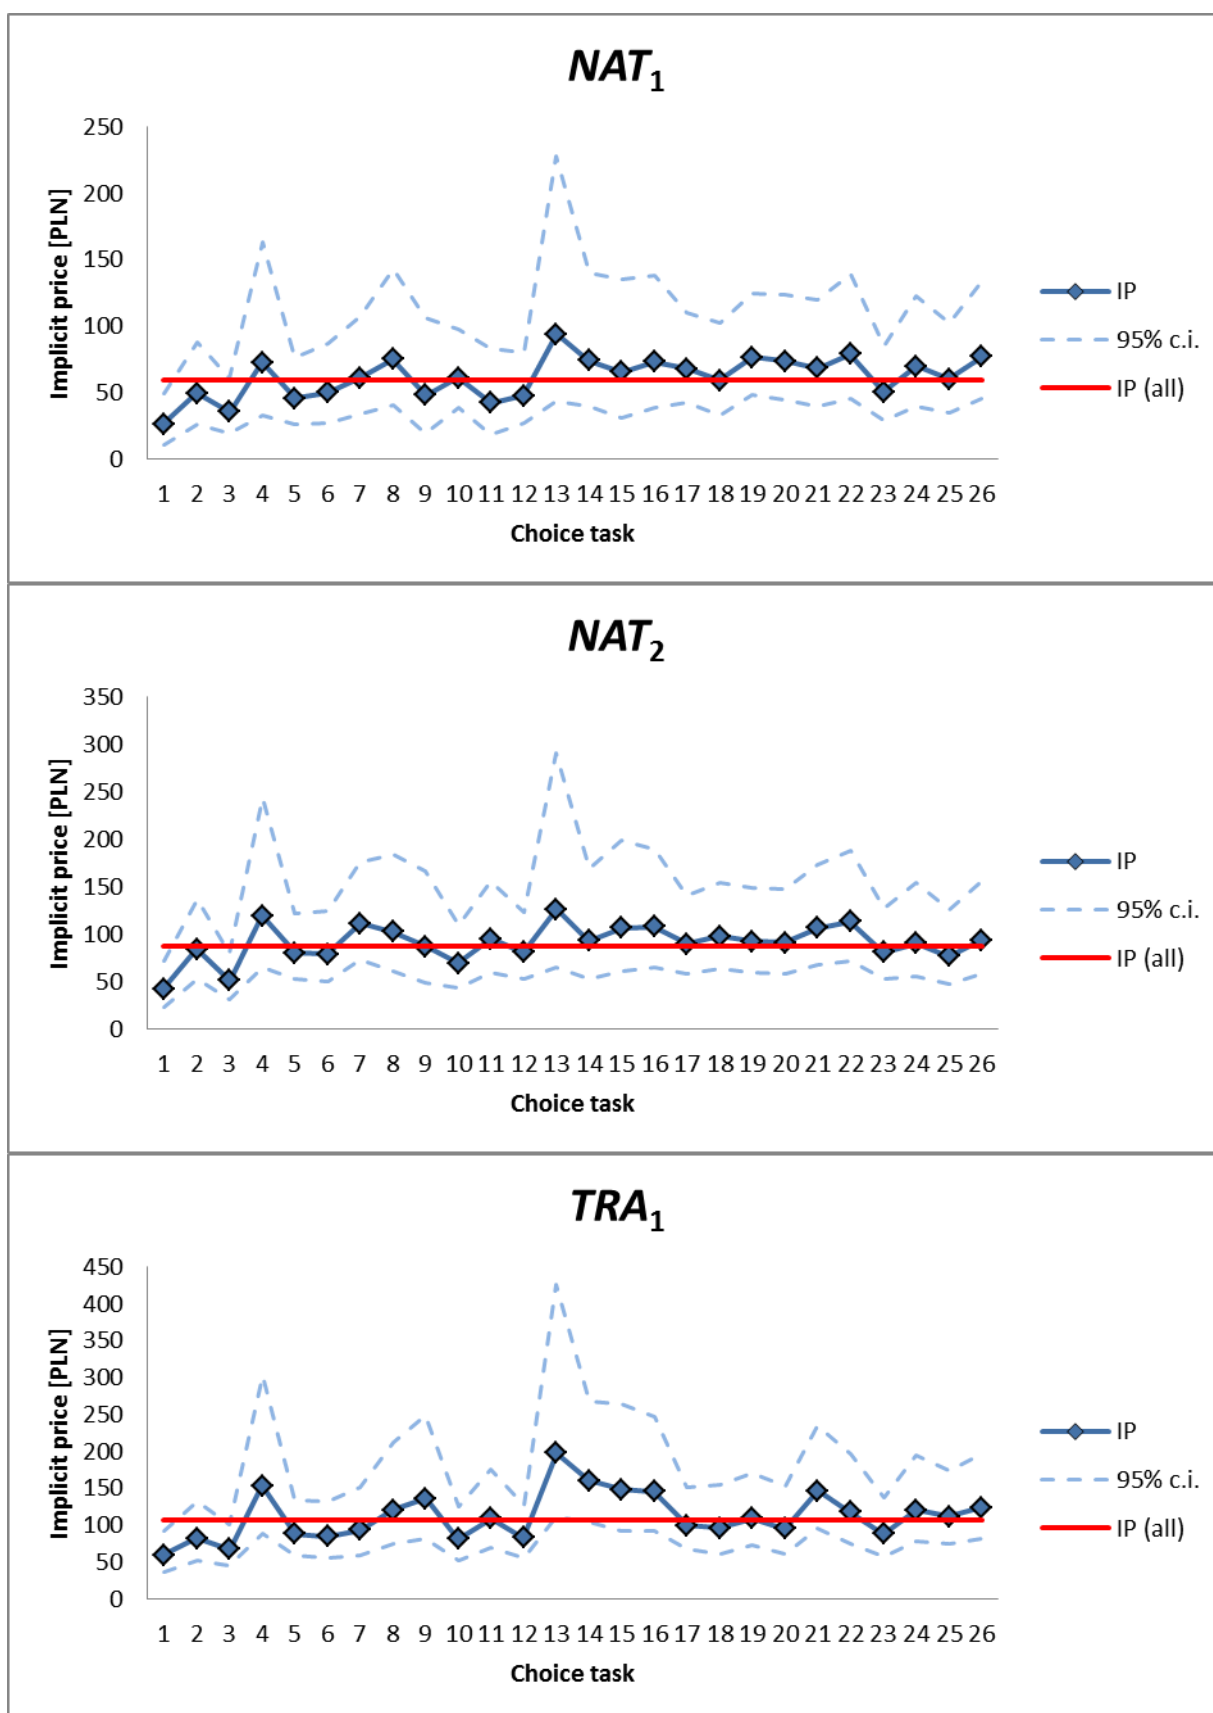 NAT1
250
200
150
100
50
0
Implicit price [PLN]
1 2 3 4 5 6 7 8 9 10 11 12 13 14 15 16 17 18 19 20 21 22 23 24 25 26
Choice task
IP
95% c.i.
IP (all)
NAT2
350
300
250
200
150
100
50
0
Implicit price [PLN]
1 2 3 4 5 6 7 8 9 10 11 12 13 14 15 16 17 18 19 20 21 22 23 24 25 26
Choice task
IP
95% c.i.
IP (all)
TRA1
450
400
350
300
250
200
150
100
50
0
Implicit price [PLN]
1 2 3 4 5 6 7 8 9 10 11 12 13 14 15 16 17 18 19 20 21 22 23 24 25 26
Choice task
IP
95% c.i.
IP (all)